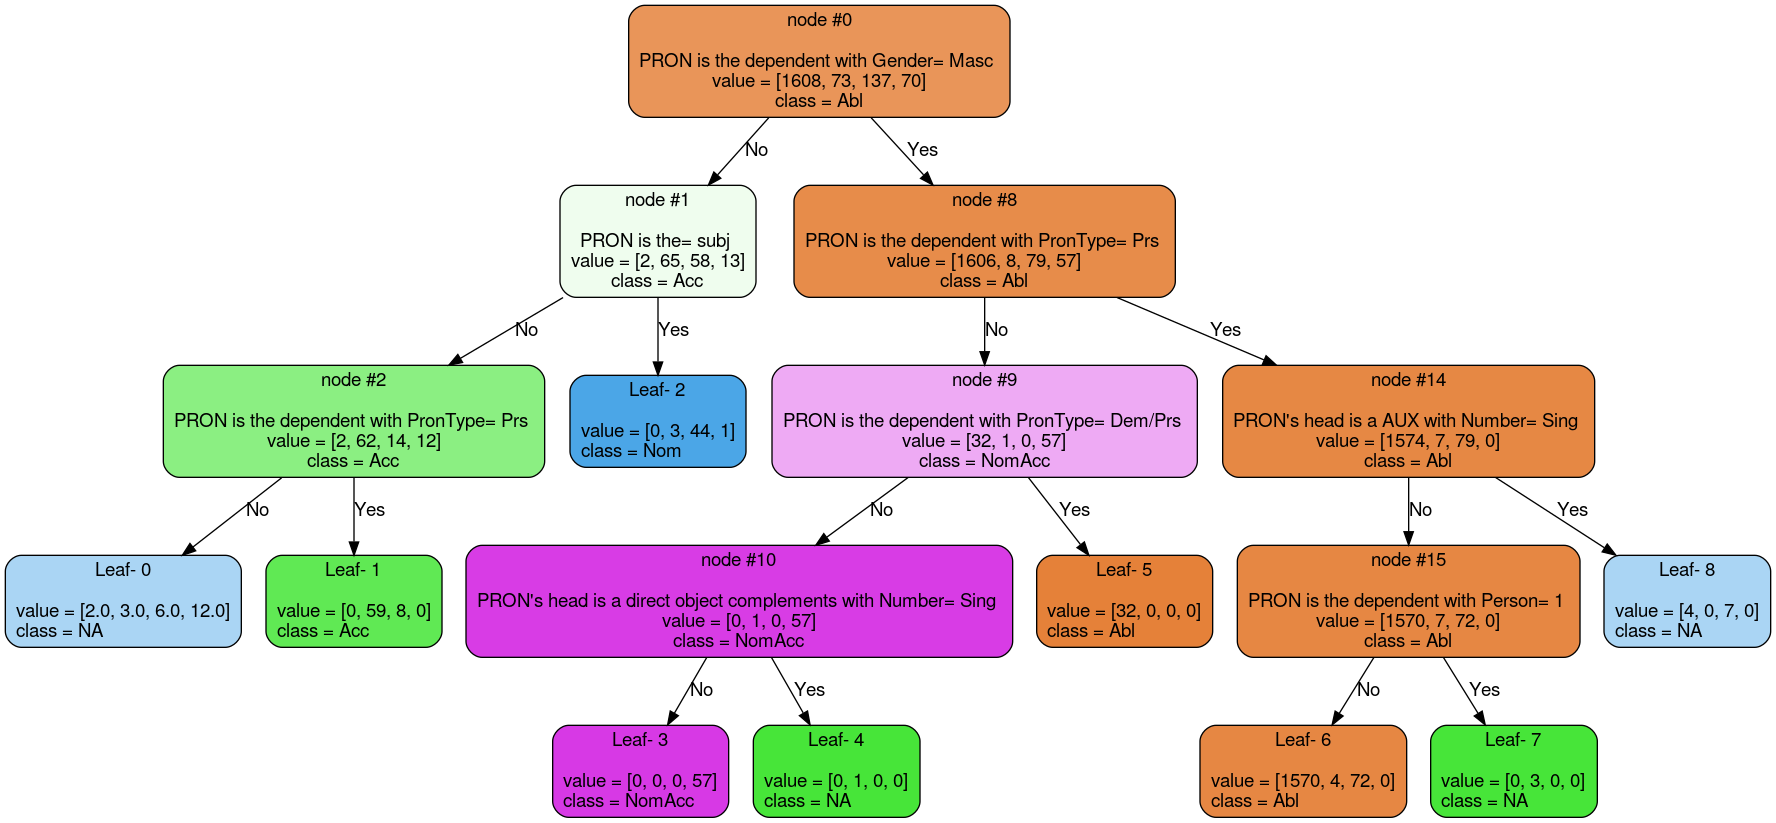 node #0
PRON is the dependent with Gender= Masc
value = [1608, 73, 137, 70]
class = Abl
No
Yes
node #1
PRON is the= subj
value = [2, 65, 58, 13]
class = Acc
node #8
PRON is the dependent with PronType= Prs
value = [1606, 8, 79, 57]
class = Abl
No
Yes
No
Yes
node #2
PRON is the dependent with PronType= Prs
value = [2, 62, 14, 12]
class = Acc
Leaf- 2
value = [0, 3, 44, 1]
class = Nom
node #9
PRON is the dependent with PronType= Dem/Prs
value = [32, 1, 0, 57]
class = NomAcc
node #14
PRON's head is a AUX with Number= Sing
value = [1574, 7, 79, 0]
class = Abl
No
Yes
No
Yes
No
Yes
Leaf- 0
value = [2.0, 3.0, 6.0, 12.0]
class = NA
Leaf- 1
value = [0, 59, 8, 0]
class = Acc
node #10
PRON's head is a direct object complements with Number= Sing
value = [0, 1, 0, 57]
class = NomAcc
Leaf- 5
value = [32, 0, 0, 0]
class = Abl
node #15
PRON is the dependent with Person= 1
value = [1570, 7, 72, 0]
class = Abl
Leaf- 8
value = [4, 0, 7, 0]
class = NA
No
Yes
No
Yes
Leaf- 3
value = [0, 0, 0, 57]
class = NomAcc
Leaf- 4
value = [0, 1, 0, 0]
class = NA
Leaf- 6
value = [1570, 4, 72, 0]
class = Abl
Leaf- 7
value = [0, 3, 0, 0]
class = NA